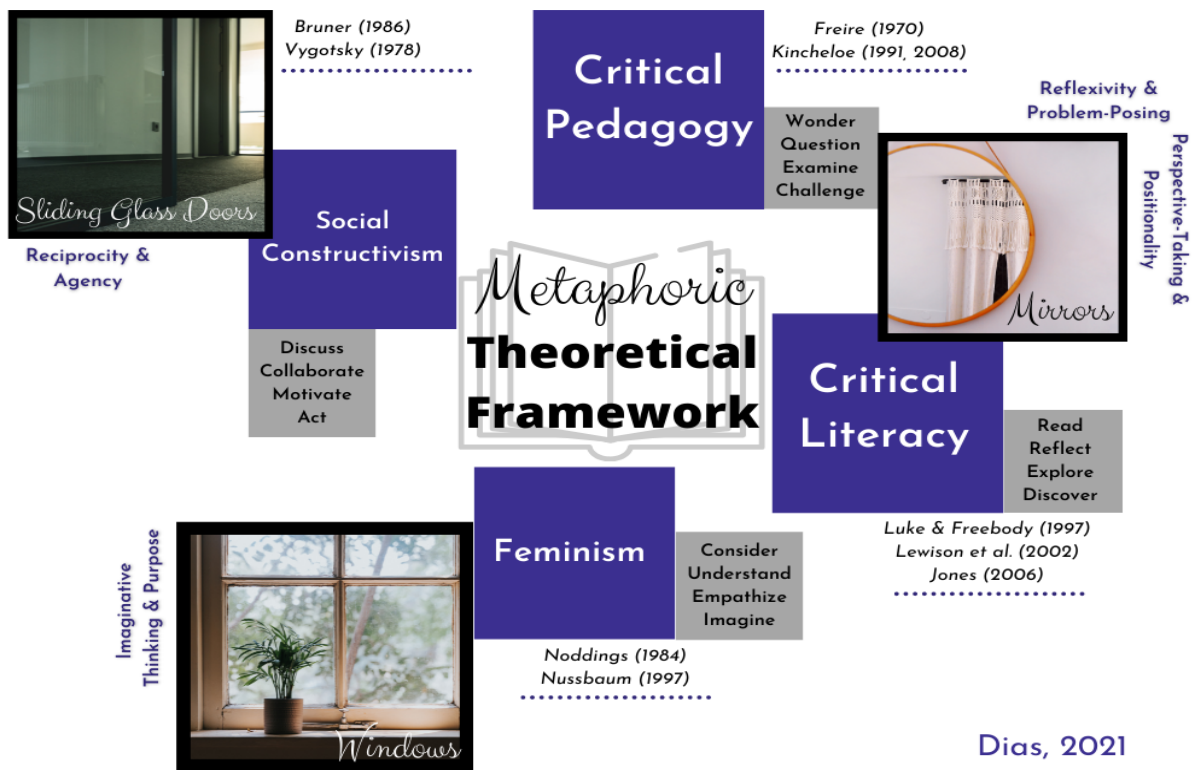 Bruner (1986)
Vygotsky (1978)
Sliding Glass Doors
Reciprocity &
Agency
Social
Constructivism
Discuss
Collaborate
Motivate
Act
Critical
Pedagogy
Freire (1970)
Kincheloe (1991, 2008)
Wonder
Question
Examine
Challenge
Reflexivity &
Problem-Posing
Perspective-Taking &
Positionality
Mirrors
Metaphoric
Theoretical
Framework
Critical
Literacy
Read
Reflect
Explore
Discover
Luke & Freebody (1997)
Lewison et al. (2002)
Jones (2006)
Imaginative
Thinking & Purpose
Windows
Feminism
Consider
Understand
Empathize
Imagine
Noddings (1984)
Nussbaum (1997)
Dias, 2021